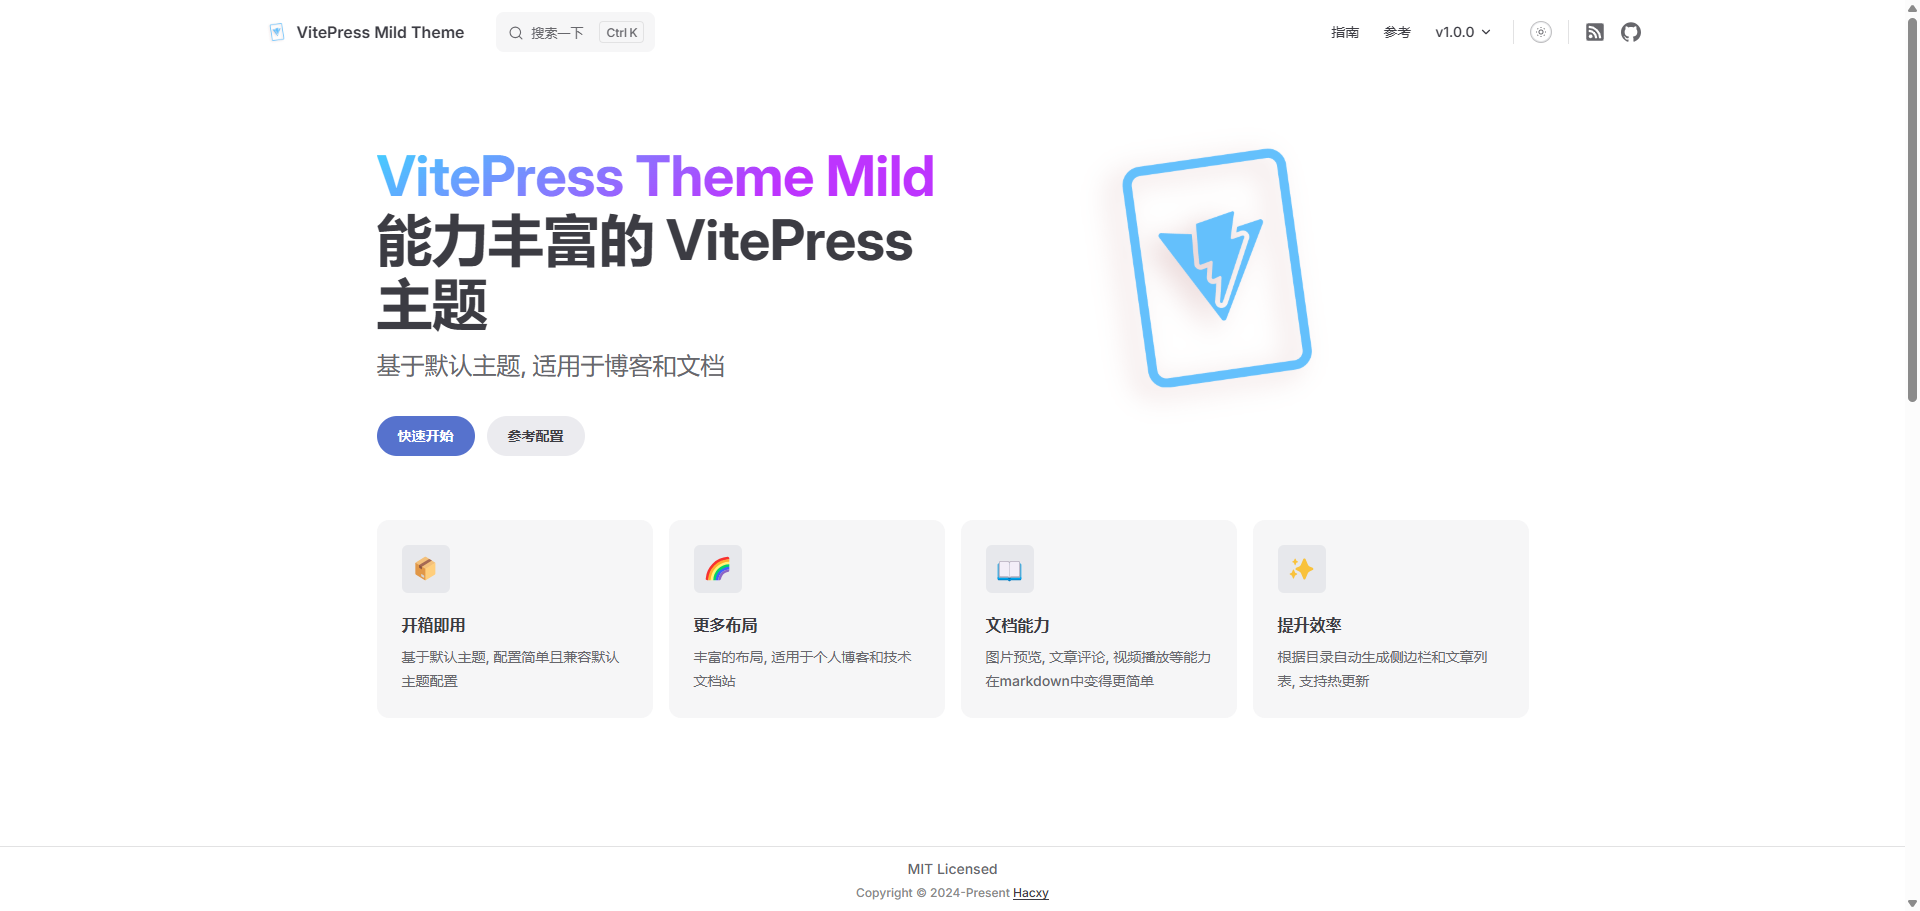 VitePress Mild Theme
搜索一下
Ctrl K
指南
参考
v1.0.0
VitePress Theme Mild
能力丰富的 VitePress
主题
基于默认主题, 适用于博客和文档
快速开始
参考配置
开箱即用
基于默认主题, 配置简单且兼容默认
主题配置
更多布局
丰富的布局, 适用于个人博客和技术
文档站
文档能力
图片预览, 文章评论, 视频播放等能力
在markdown中变得更简单
提升效率
根据目录自动生成侧边栏和文章列
表, 支持热更新
MIT Licensed
Copyright © 2024-Present Hacxy